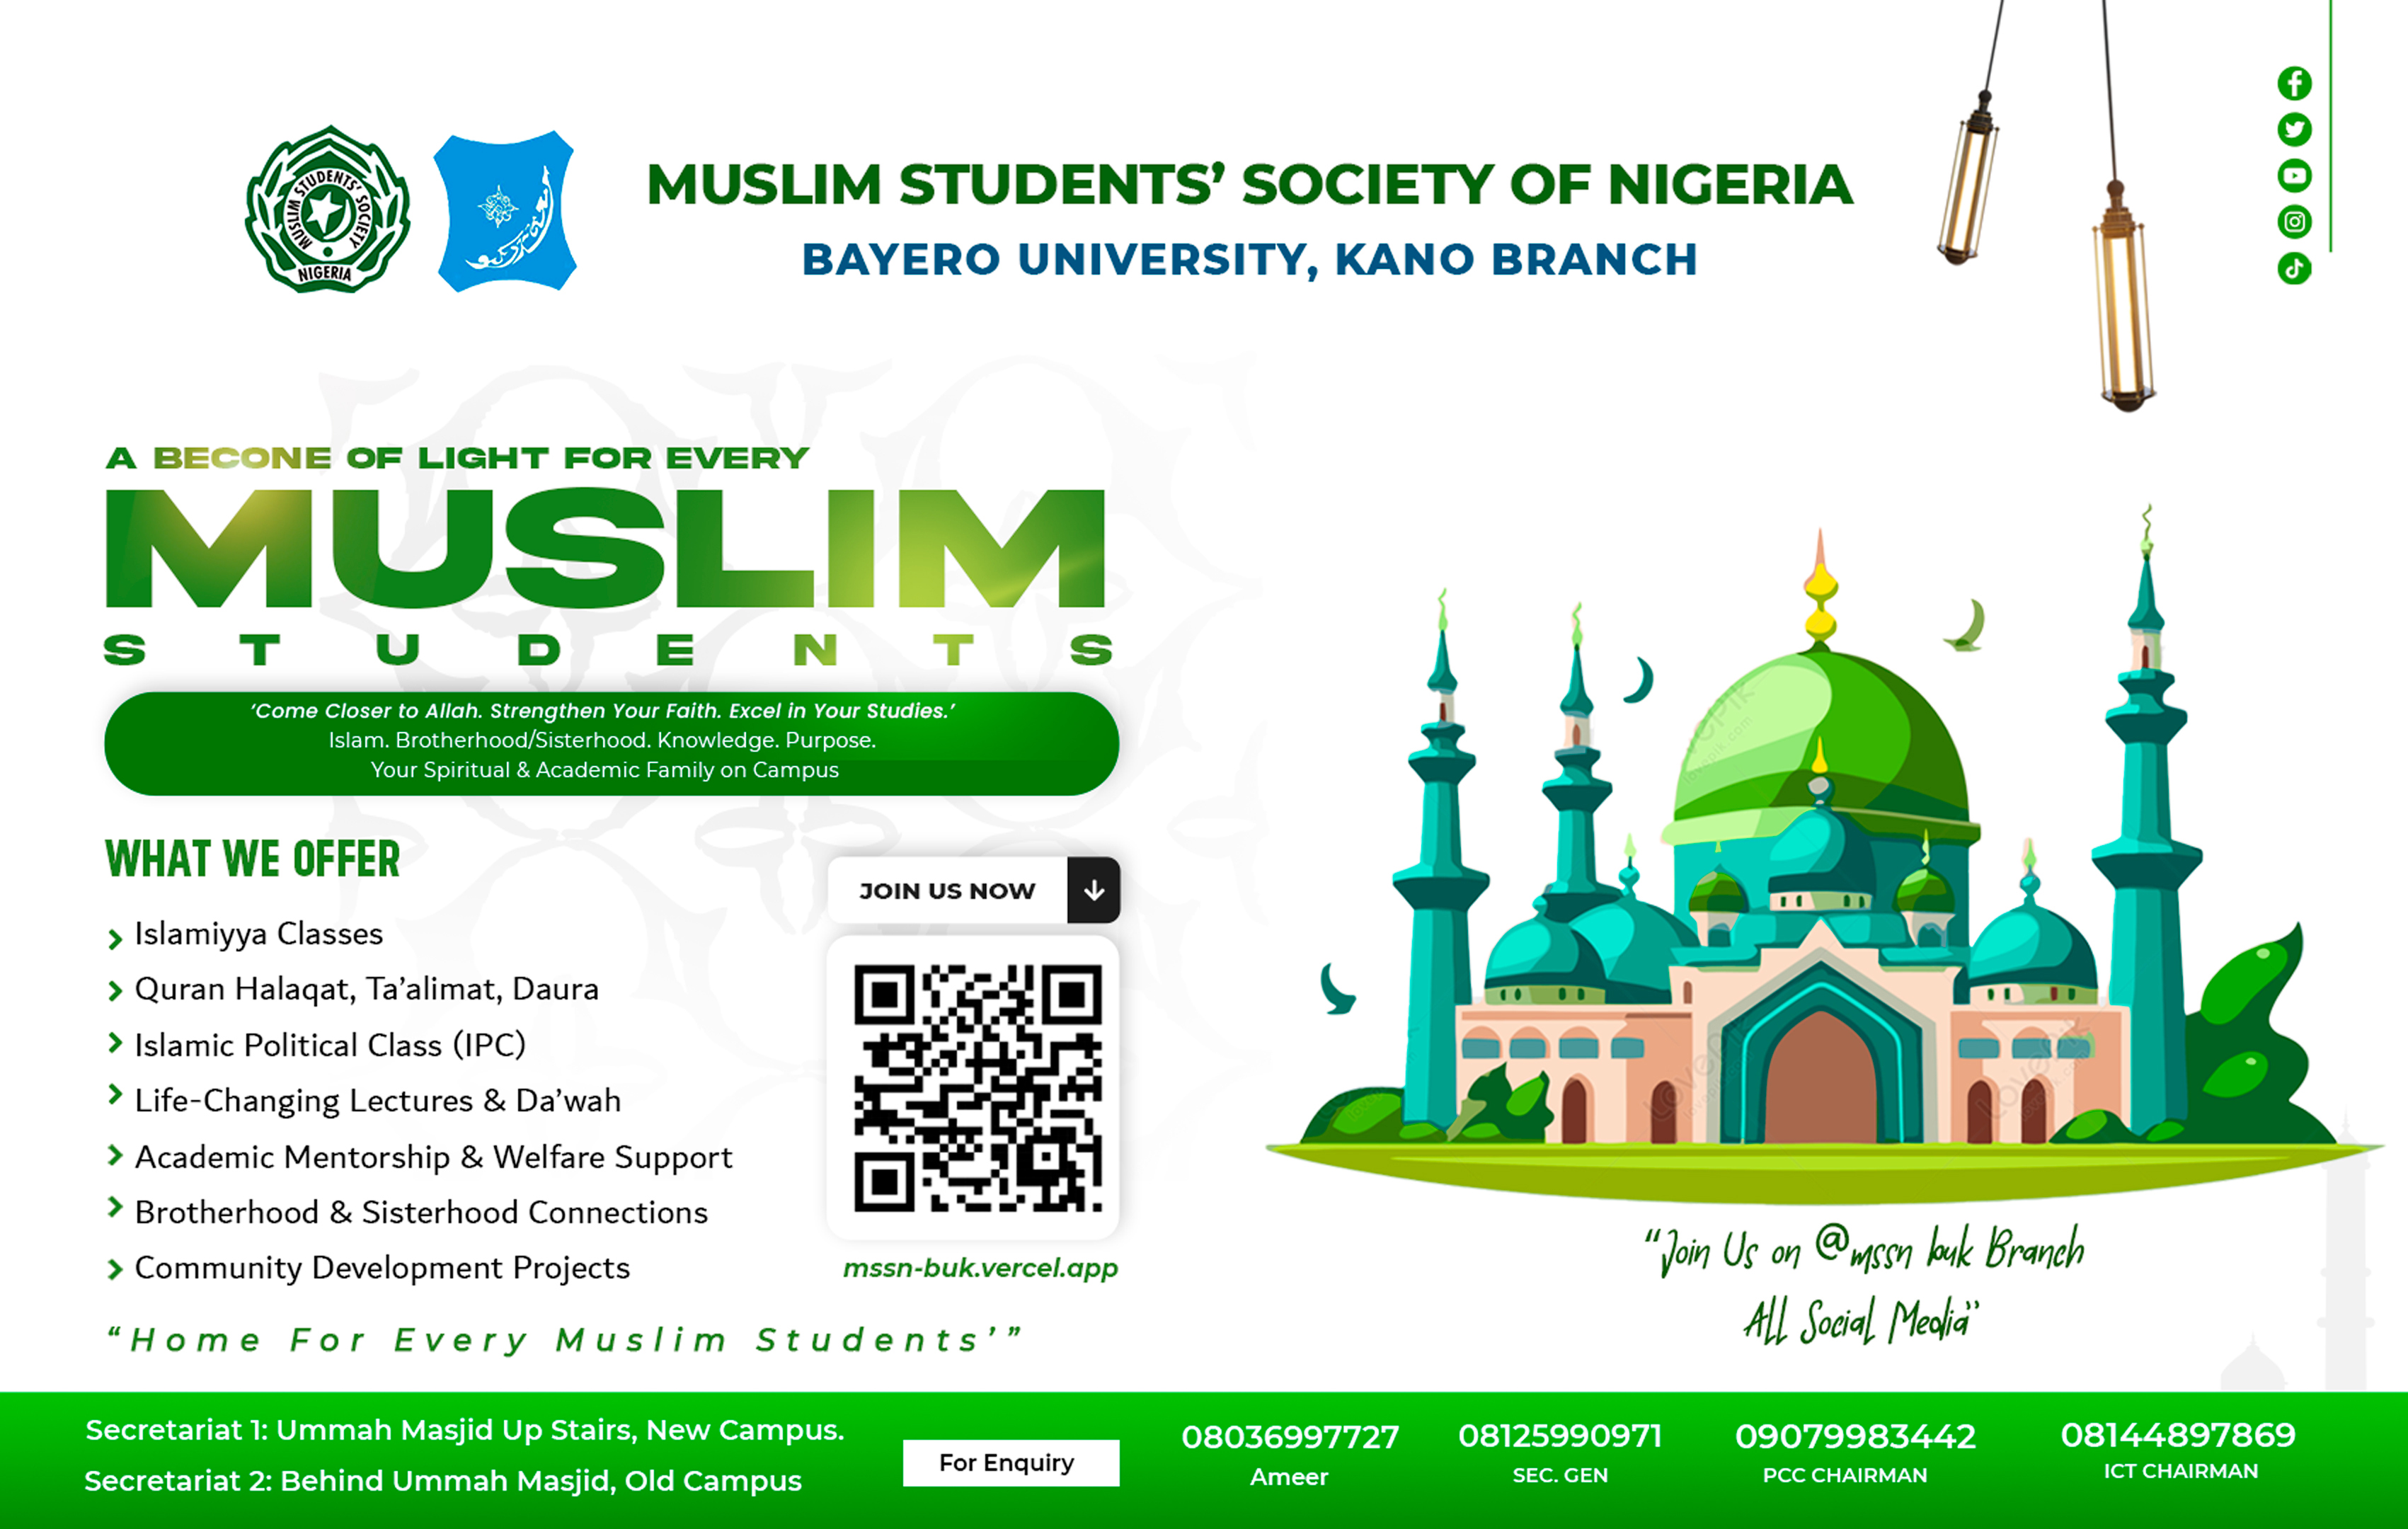 MUSLIM STUDENTS' SOCIETY
NIGERIA
MUSLIM STUDENTS’ SOCIETY OF NIGERIA
BAYERO UNIVERSITY, KANO BRANCH
A BECONE OF LIGHT FOR EVERY
MUSLIM
STUDENTS
‘Come Closer to Allah. Strengthen Your Faith. Excel in Your Studies.’
Islam. Brotherhood/Sisterhood. Knowledge. Purpose.
Your Spiritual & Academic Family on Campus
WHAT WE OFFER
Islamiyya Classes
Quran Halaqat, Ta’alimat, Daura
Islamic Political Class (IPC)
Life-Changing Lectures & Da’wah
Academic Mentorship & Welfare Support
Brotherhood & Sisterhood Connections
Community Development Projects
JOIN US NOW
mssn-buk.vercel.app
“Home For Every Muslim Students’”
“Join Us on @mssn buk Branch
All Social Media”
Secretariat 1: Ummah Masjid Up Stairs, New Campus.
Secretariat 2: Behind Ummah Masjid, Old Campus
For Enquiry
08036997727
Ameer
08125990971
SEC. GEN
09079983442
PCC CHAIRMAN
08144897869
ICT CHAIRMAN